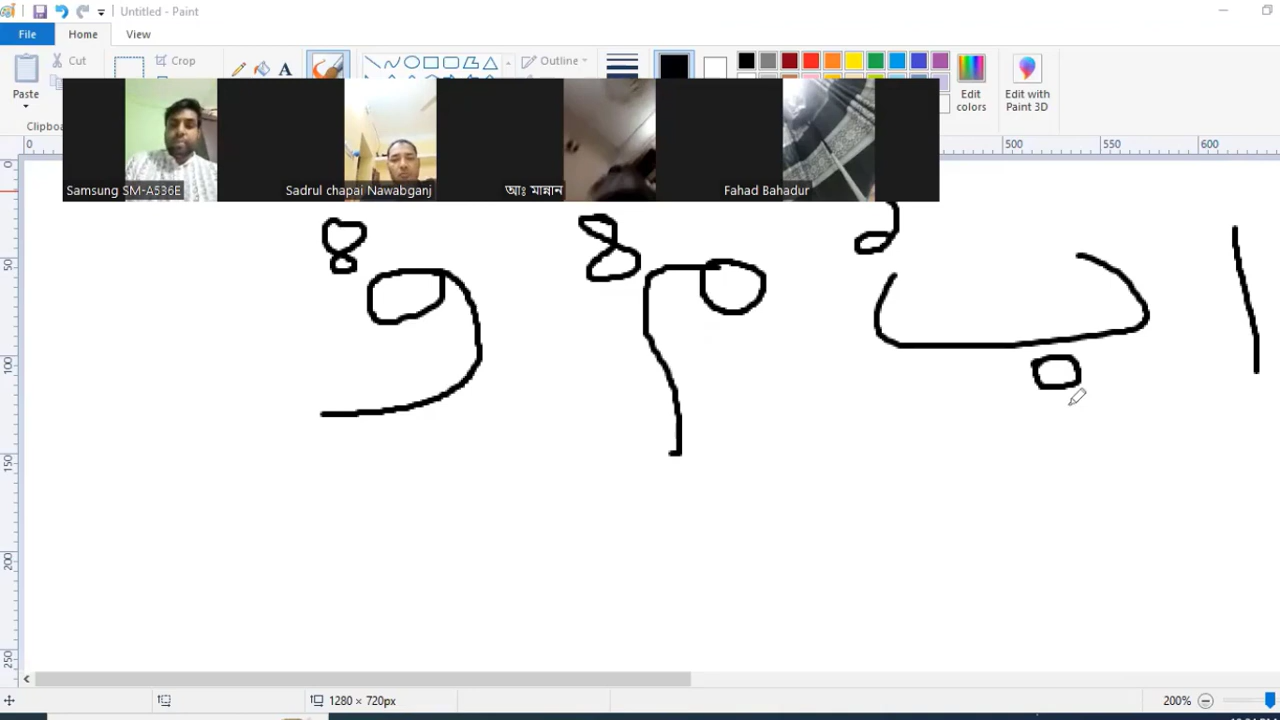 Untitled - Paint
File Home View
Paste Cut Crop Outline Edit colors Edit with Paint 3D
0 500 550 600
Samsung SM-A536E Sadrul chapai Nawabganj আঃ মান্নান Fahad Bahadur
و م ب ا
0 50 100 150 200 250
1280 × 720px 200%